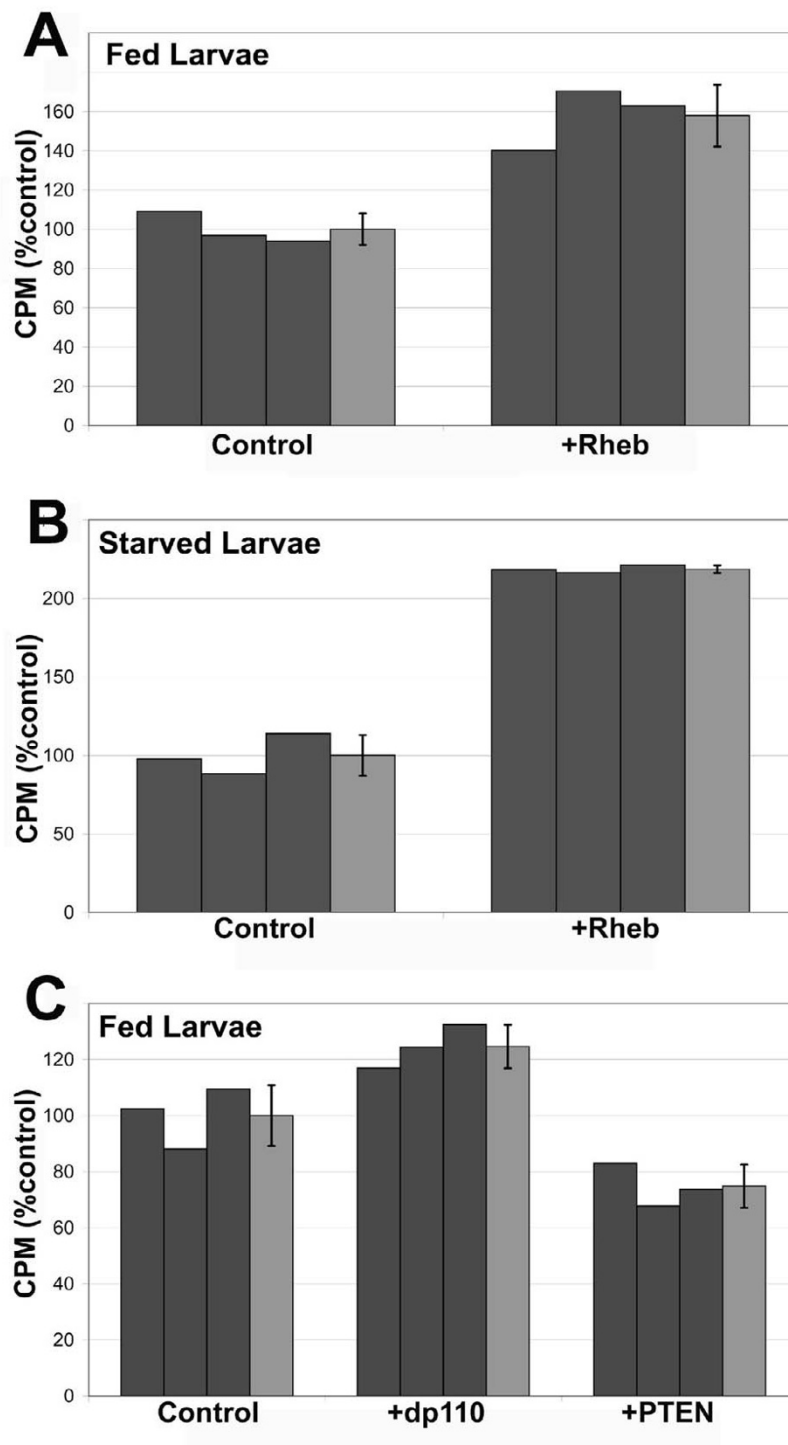 A
Fed Larvae
CPM (%control)
160
140
120
100
80
60
40
20
0
Control +Rheb
B
Starved Larvae
CPM (%control)
200
150
100
50
0
Control +Rheb
C
Fed Larvae
CPM (%control)
120
100
80
60
40
20
0
Control +dp110 +PTEN